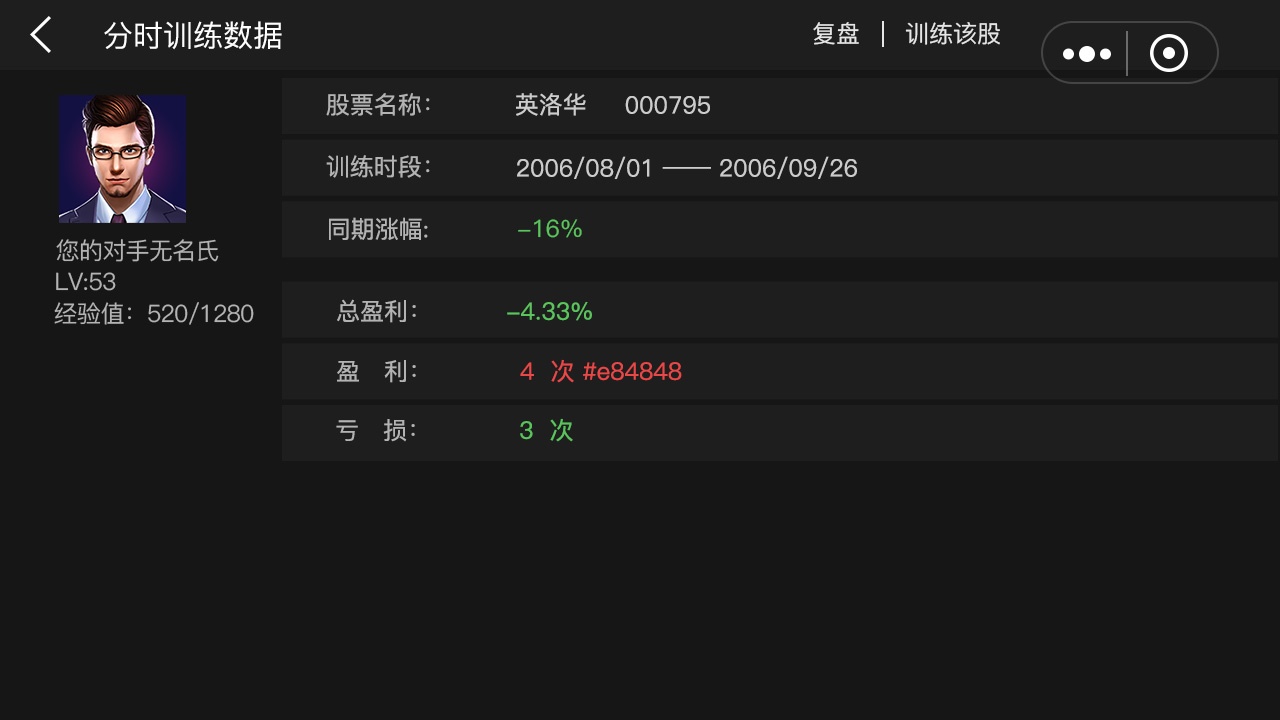 分时训练数据
复盘 | 训练该股
股票名称： 英洛华 000795
训练时段： 2006/08/01 —— 2006/09/26
同期涨幅: -16%
您的对手无名氏
LV:53
经验值：520/1280
总盈利： -4.33%
盈 利： 4 次 #e84848
亏 损： 3 次